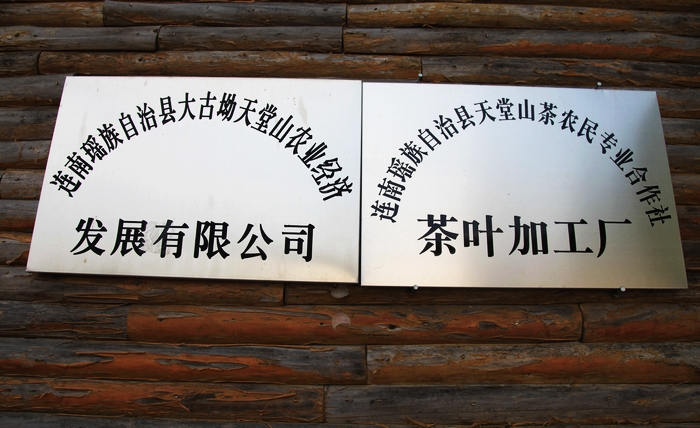 连南瑶族自治县大古坳天堂山农业经济
发展有限公司
连南瑶族自治县天堂山茶农民专业合作社
茶叶加工厂